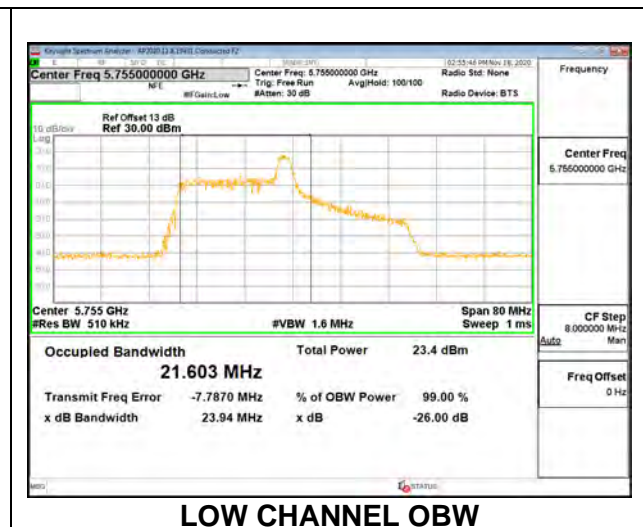 Center Freq 5.755000000 GHz
NFE
#IFGain:Low
Center Freq: 5.755000000 GHz
Trig: Free Run
Avg|Hold: 100/100
#Atten: 30 dB
02:55:46 PM Nov 18, 2020
Radio Std: None
Radio Device: BTS
Frequency
Ref Offset 13 dB
10 dB/div
Ref 30.00 dBm
Log
Center Freq
5.755000000 GHz
Center 5.755 GHz
Span 80 MHz
#Res BW 510 kHz
#VBW 1.6 MHz
Sweep 1 ms
CF Step
8.000000 MHz
Auto Man
Occupied Bandwidth
Total Power 23.4 dBm
21.603 MHz
Freq Offset
0 Hz
Transmit Freq Error -7.7870 MHz % of OBW Power 99.00 %
x dB Bandwidth 23.94 MHz x dB -26.00 dB
MSG
STATUS
LOW CHANNEL OBW